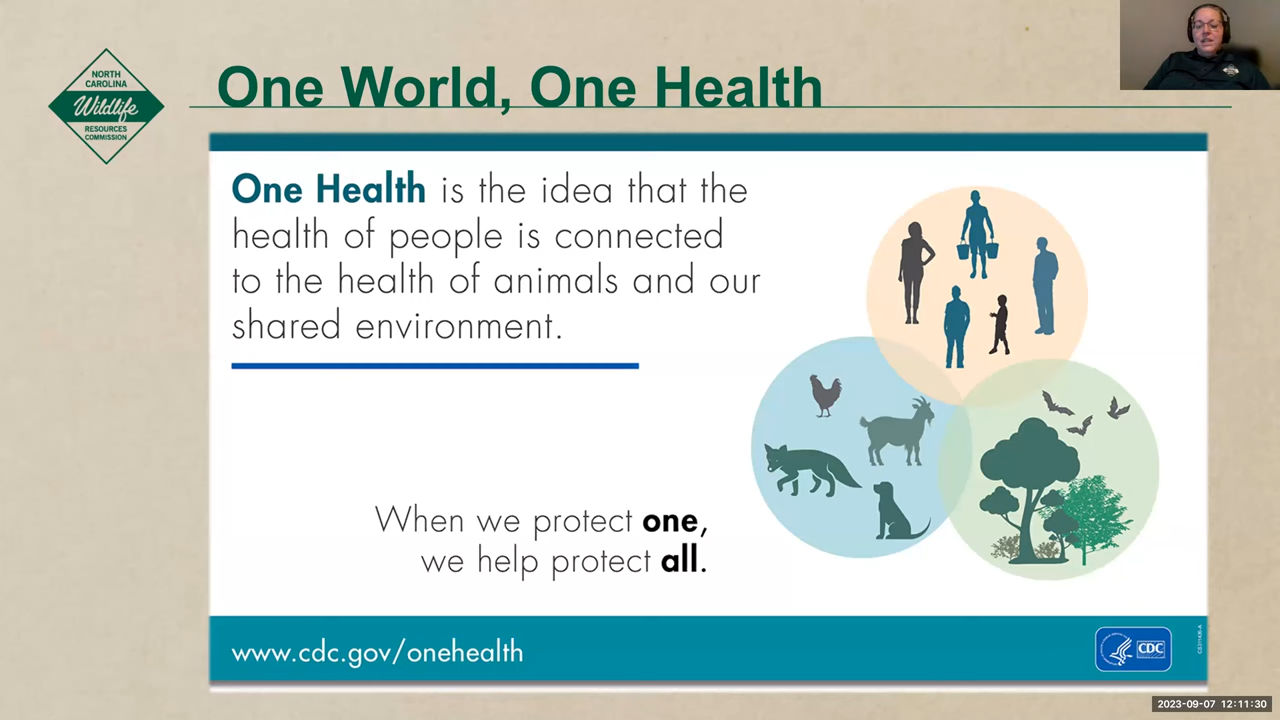 NORTH
CAROLINA
Wildlife
RESOURCES
COMMISSION
One World, One Health
One Health is the idea that the
health of people is connected
to the health of animals and our
shared environment.
When we protect one,
we help protect all.
www.cdc.gov/onehealth
CDC
2023-09-07 12:11:30